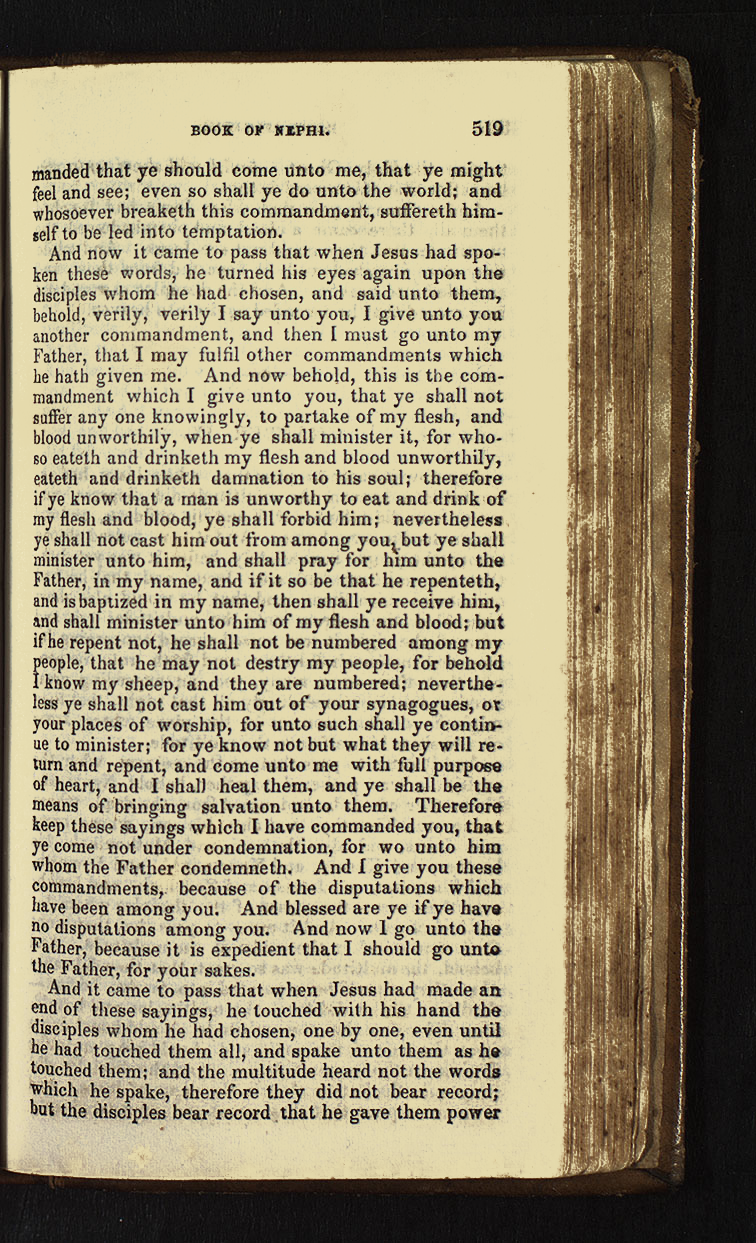 BOOK OF NEPHI. 519
manded that ye should come unto me, that ye might
feel and see; even so shall ye do unto the world; and
whosoever breaketh this commandment, suffereth him-
self to be led into temptation.
And now it came to pass that when Jesus had spo-
ken these words, he turned his eyes again upon the
disciples whom he had chosen, and said unto them,
behold, verily, verily I say unto you, I give unto you
another commandment, and then I must go unto my
Father, that I may fulfil other commandments which
he hath given me. And now behold, this is the com-
mandment which I give unto you, that ye shall not
suffer any one knowingly, to partake of my flesh, and
blood unworthily, when ye shall minister it, for who-
so eateth and drinketh my flesh and blood unworthily,
eateth and drinketh damnation to his soul; therefore
if ye know that a man is unworthy to eat and drink of
my flesh and blood, ye shall forbid him; nevertheless
ye shall not cast him out from among you, but ye shall
minister unto him, and shall pray for him unto the
Father, in my name, and if it so be that he repenteth,
and is baptized in my name, then shall ye receive him,
and shall minister unto him of my flesh and blood; but
if he repent not, he shall not be numbered among my
people, that he may not destry my people, for behold
I know my sheep, and they are numbered; neverthe-
less ye shall not cast him out of your synagogues, or
your places of worship, for unto such shall ye contin-
ue to minister; for ye know not but what they will re-
turn and repent, and come unto me with full purpose
of heart, and I shall heal them, and ye shall be the
means of bringing salvation unto them. Therefore
keep these sayings which I have commanded you, that
ye come not under condemnation, for wo unto him
whom the Father condemneth. And I give you these
commandments, because of the disputations which
have been among you. And blessed are ye if ye have
no disputations among you. And now I go unto the
Father, because it is expedient that I should go unto
the Father, for your sakes.
And it came to pass that when Jesus had made an
end of these sayings, he touched with his hand the
disciples whom he had chosen, one by one, even until
he had touched them all, and spake unto them as he
touched them; and the multitude heard not the words
which he spake, therefore they did not bear record;
but the disciples bear record that he gave them power